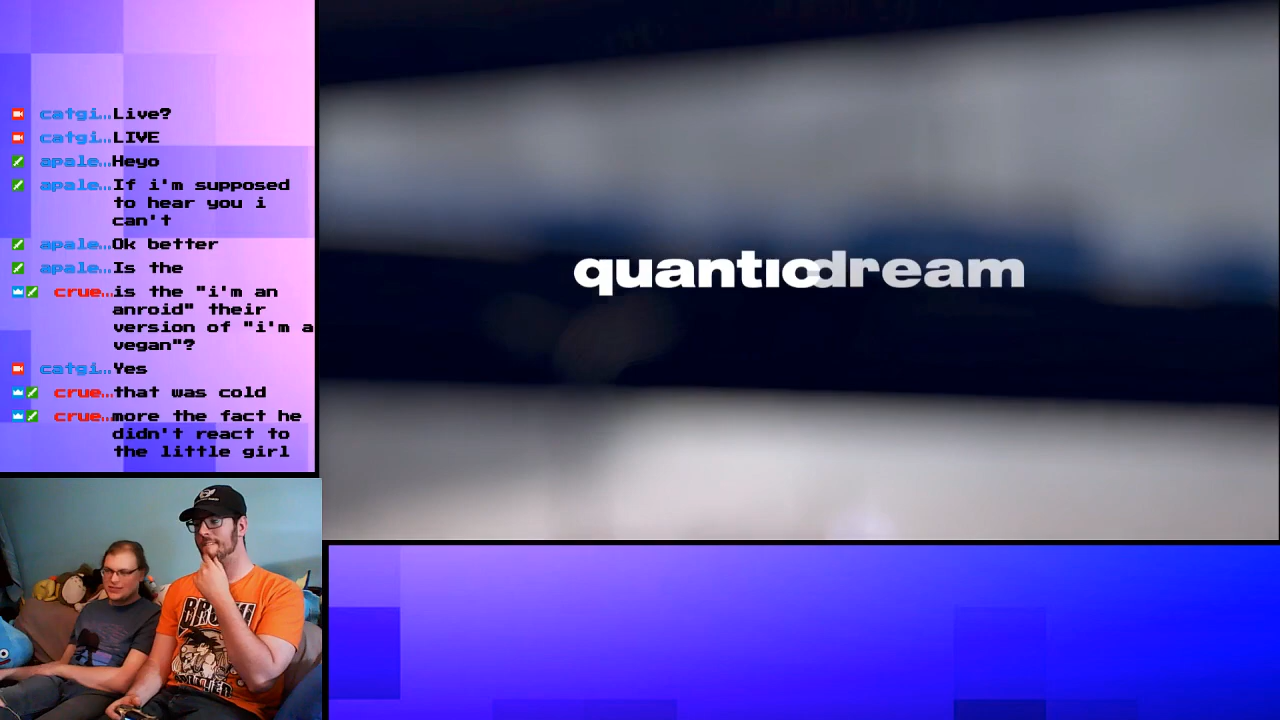 catgi...Live?
catgi...LIVE
apale...Heyo
apale...If i'm supposed
to hear you i
can't
apale...Ok better
apale...Is the
crue...is the "i'm an
anroid" their
version of "i'm a
vegan"?
catgi...Yes
crue...that was cold
crue...more the fact he
didn't react to
the little girl
quanticdream